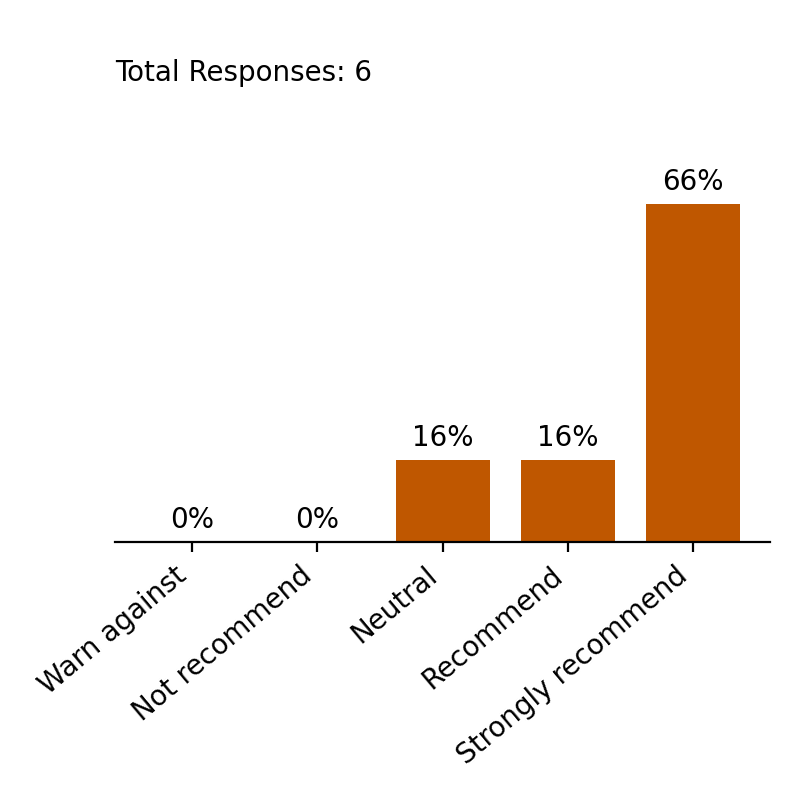 Total Responses: 6
66%
16%
16%
0%
0%
Warn against
Not recommend
Neutral
Recommend
Strongly recommend